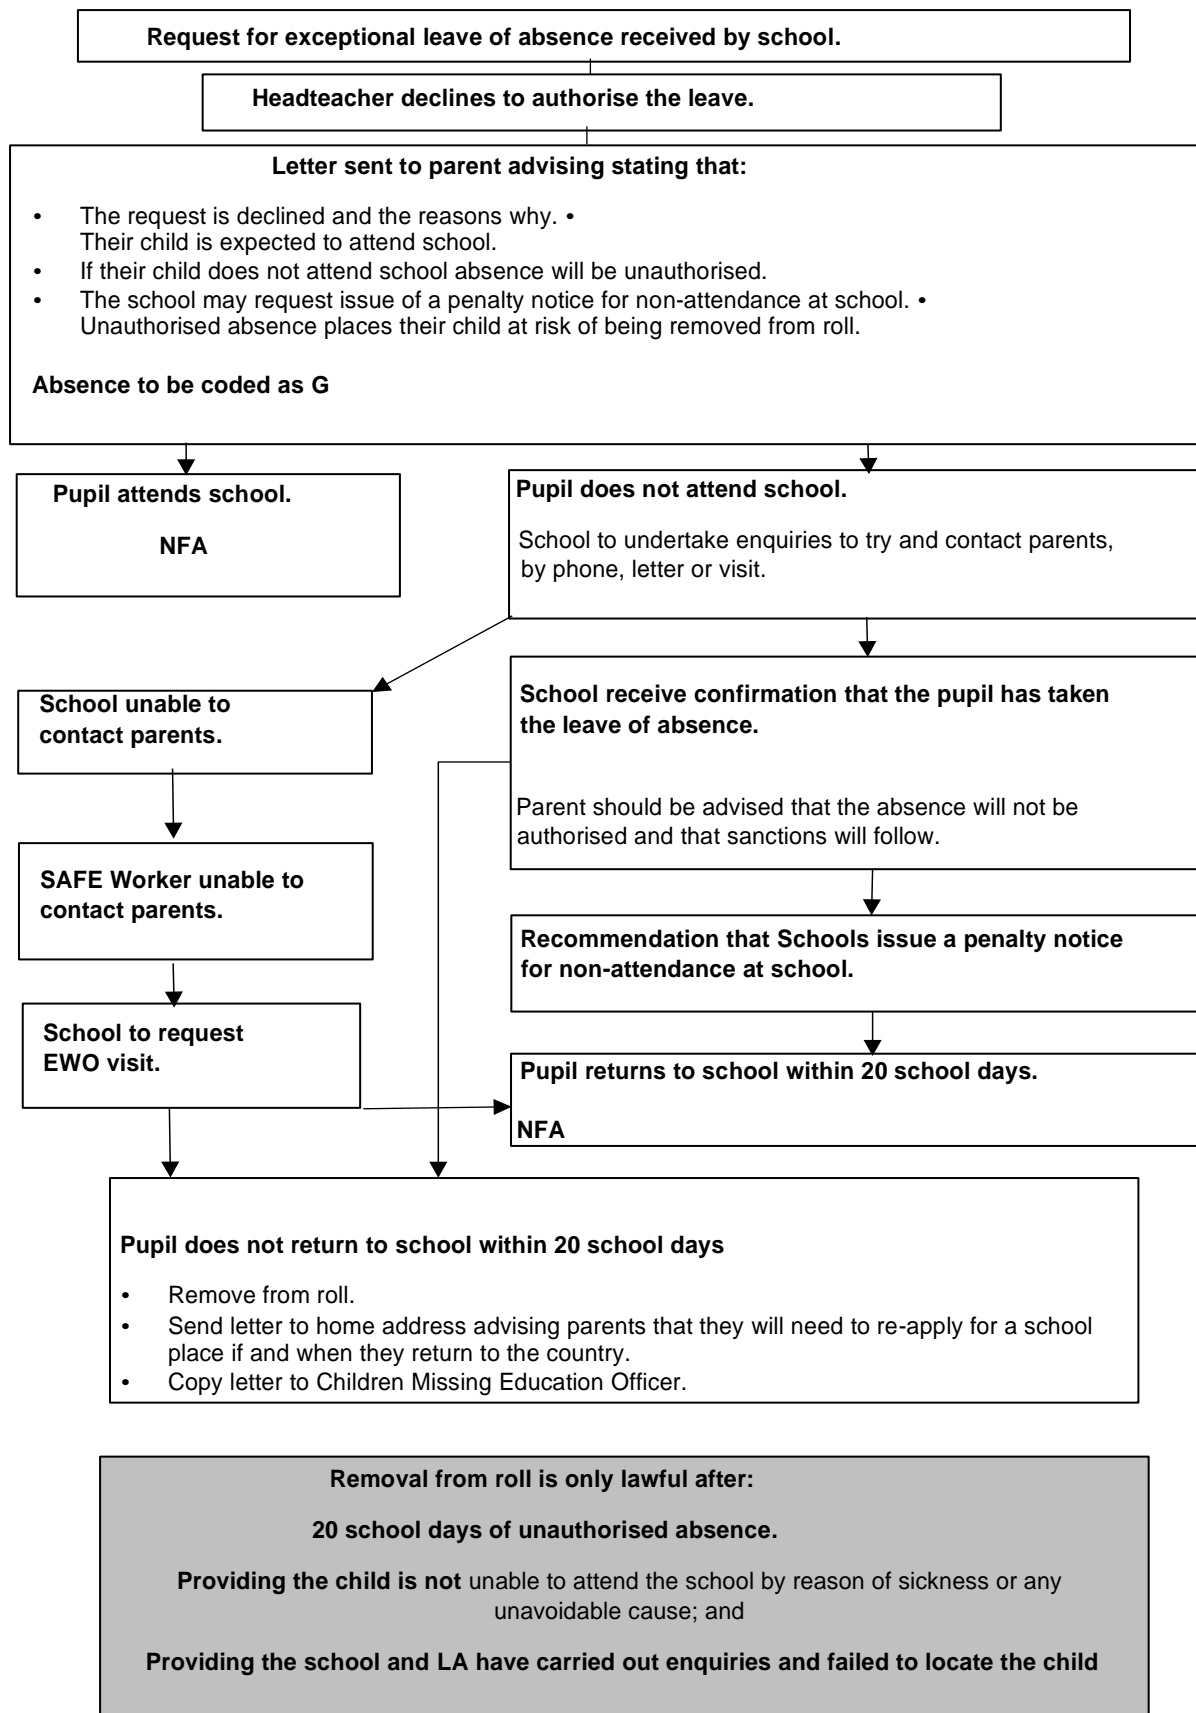 Request for exceptional leave of absence received by school.
Headteacher declines to authorise the leave.
Letter sent to parent advising stating that:
• The request is declined and the reasons why. •
Their child is expected to attend school.
• If their child does not attend school absence will be unauthorised.
• The school may request issue of a penalty notice for non-attendance at school. •
Unauthorised absence places their child at risk of being removed from roll.
Absence to be coded as G
Pupil attends school.
NFA
Pupil does not attend school.
School to undertake enquiries to try and contact parents,
by phone, letter or visit.
School unable to
contact parents.
School receive confirmation that the pupil has taken
the leave of absence.
Parent should be advised that the absence will not be
authorised and that sanctions will follow.
SAFE Worker unable to
contact parents.
Recommendation that Schools issue a penalty notice
for non-attendance at school.
School to request
EWO visit.
Pupil returns to school within 20 school days.
NFA
Pupil does not return to school within 20 school days
• Remove from roll.
• Send letter to home address advising parents that they will need to re-apply for a school
place if and when they return to the country.
• Copy letter to Children Missing Education Officer.
Removal from roll is only lawful after:
20 school days of unauthorised absence.
Providing the child is not unable to attend the school by reason of sickness or any
unavoidable cause; and
Providing the school and LA have carried out enquiries and failed to locate the child